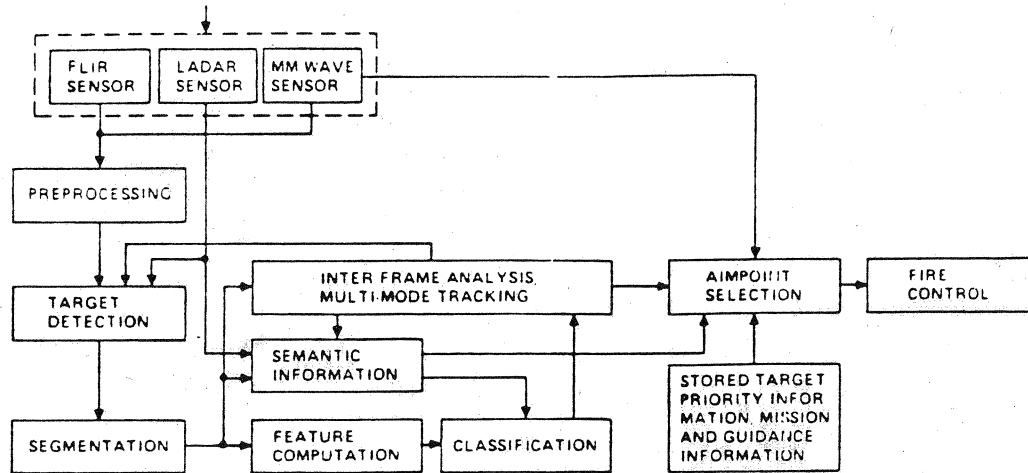 FLIR
SENSOR
LADAR
SENSOR
MM WAVE
SENSOR
PREPROCESSING
TARGET
DETECTION
INTER FRAME ANALYSIS,
MULTI-MODE TRACKING
AIMPOINT
SELECTION
FIRE
CONTROL
SEMANTIC
INFORMATION
STORED TARGET
PRIORITY INFOR
MATION, MISSION
AND GUIDANCE
INFORMATION
SEGMENTATION
FEATURE
COMPUTATION
CLASSIFICATION